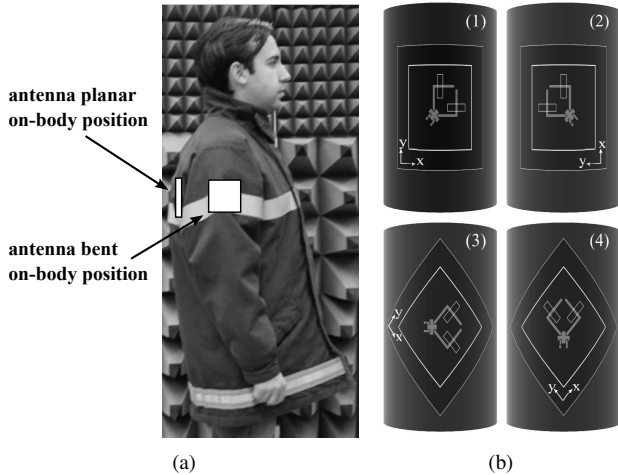 antenna planar
on-body position
antenna bent
on-body position
(a)
(1)
y
x
(2)
x
y
(3)
y
x
(4)
y
x
(b)